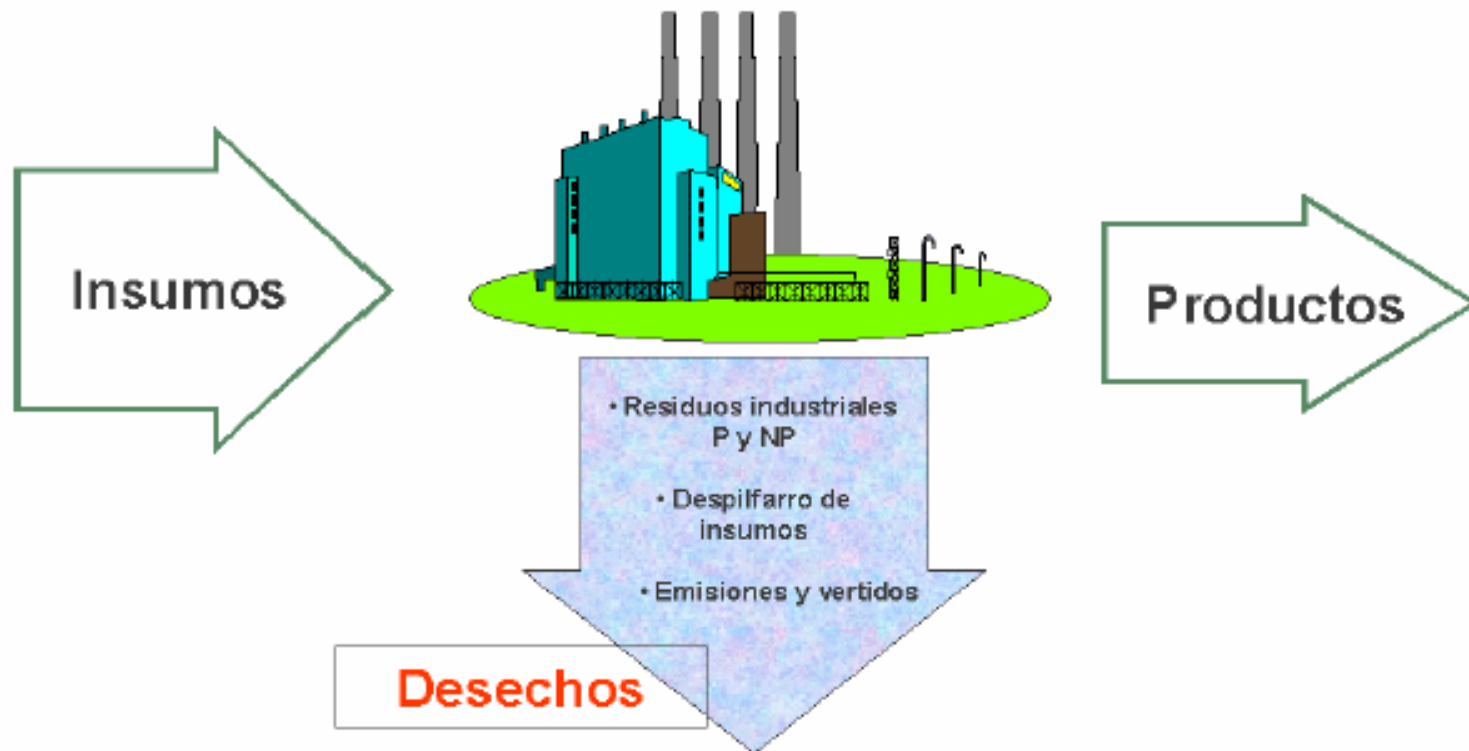 Insumos
Productos
• Residuos industriales
P y NP
• Despilfarro de
insumos
• Emisiones y vertidos
Desechos